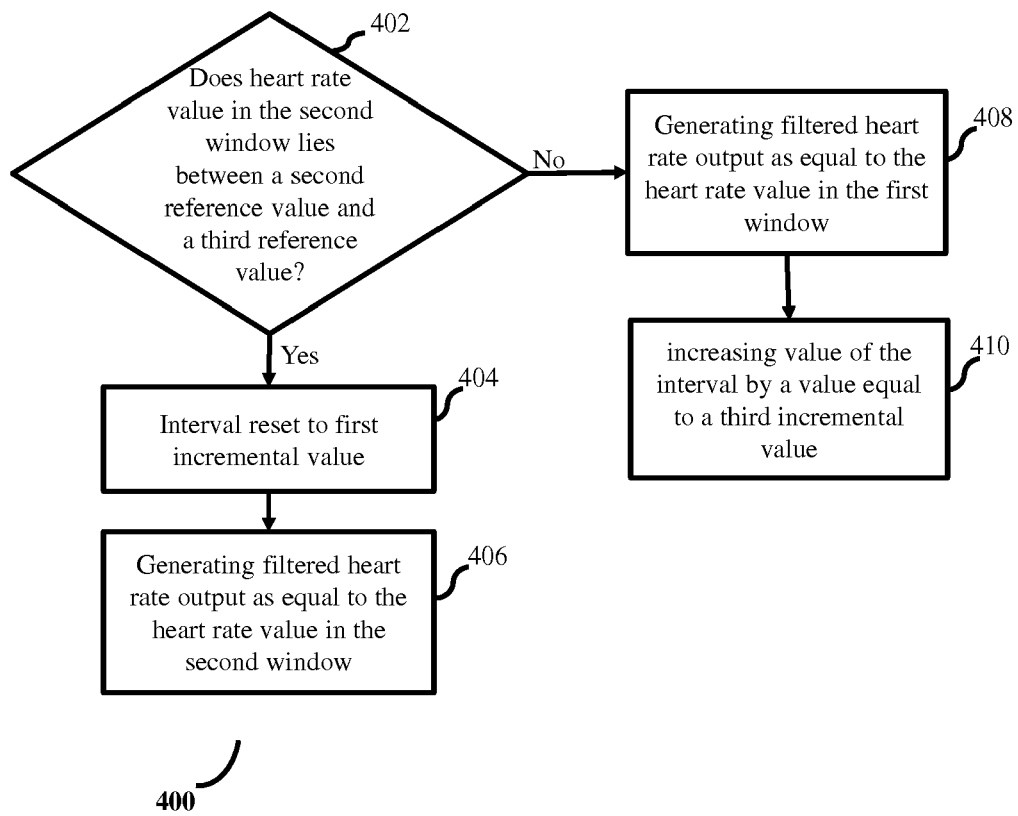 402
Does heart rate
value in the second
window lies
between a second
reference value and
a third reference
value?
No
408
Generating filtered heart
rate output as equal to the
heart rate value in the first
window
Yes
410
increasing value of the
interval by a value equal
to a third incremental
value
404
Interval reset to first
incremental value
406
Generating filtered heart
rate output as equal to the
heart rate value in the
second window
400